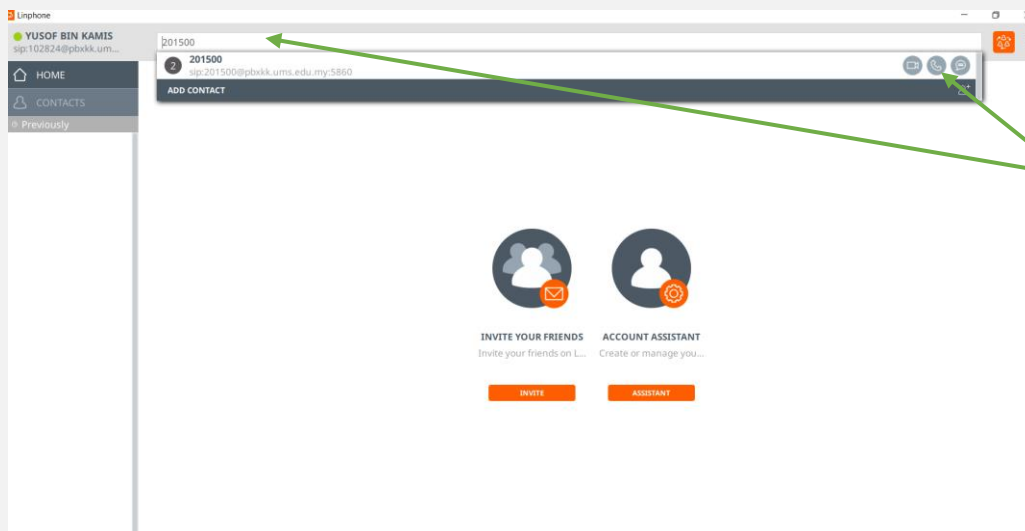 Linphone
YUSOF BIN KAMIS
sip:102824@pbxkk.um...
201500
2
201500
sip:201500@pbxkk.ums.edu.my:5860
ADD CONTACT
HOME
CONTACTS
Previously
INVITE YOUR FRIENDS
Invite your friends on L...
INVITE
ACCOUNT ASSISTANT
Create or manage you...
ASSISTANT